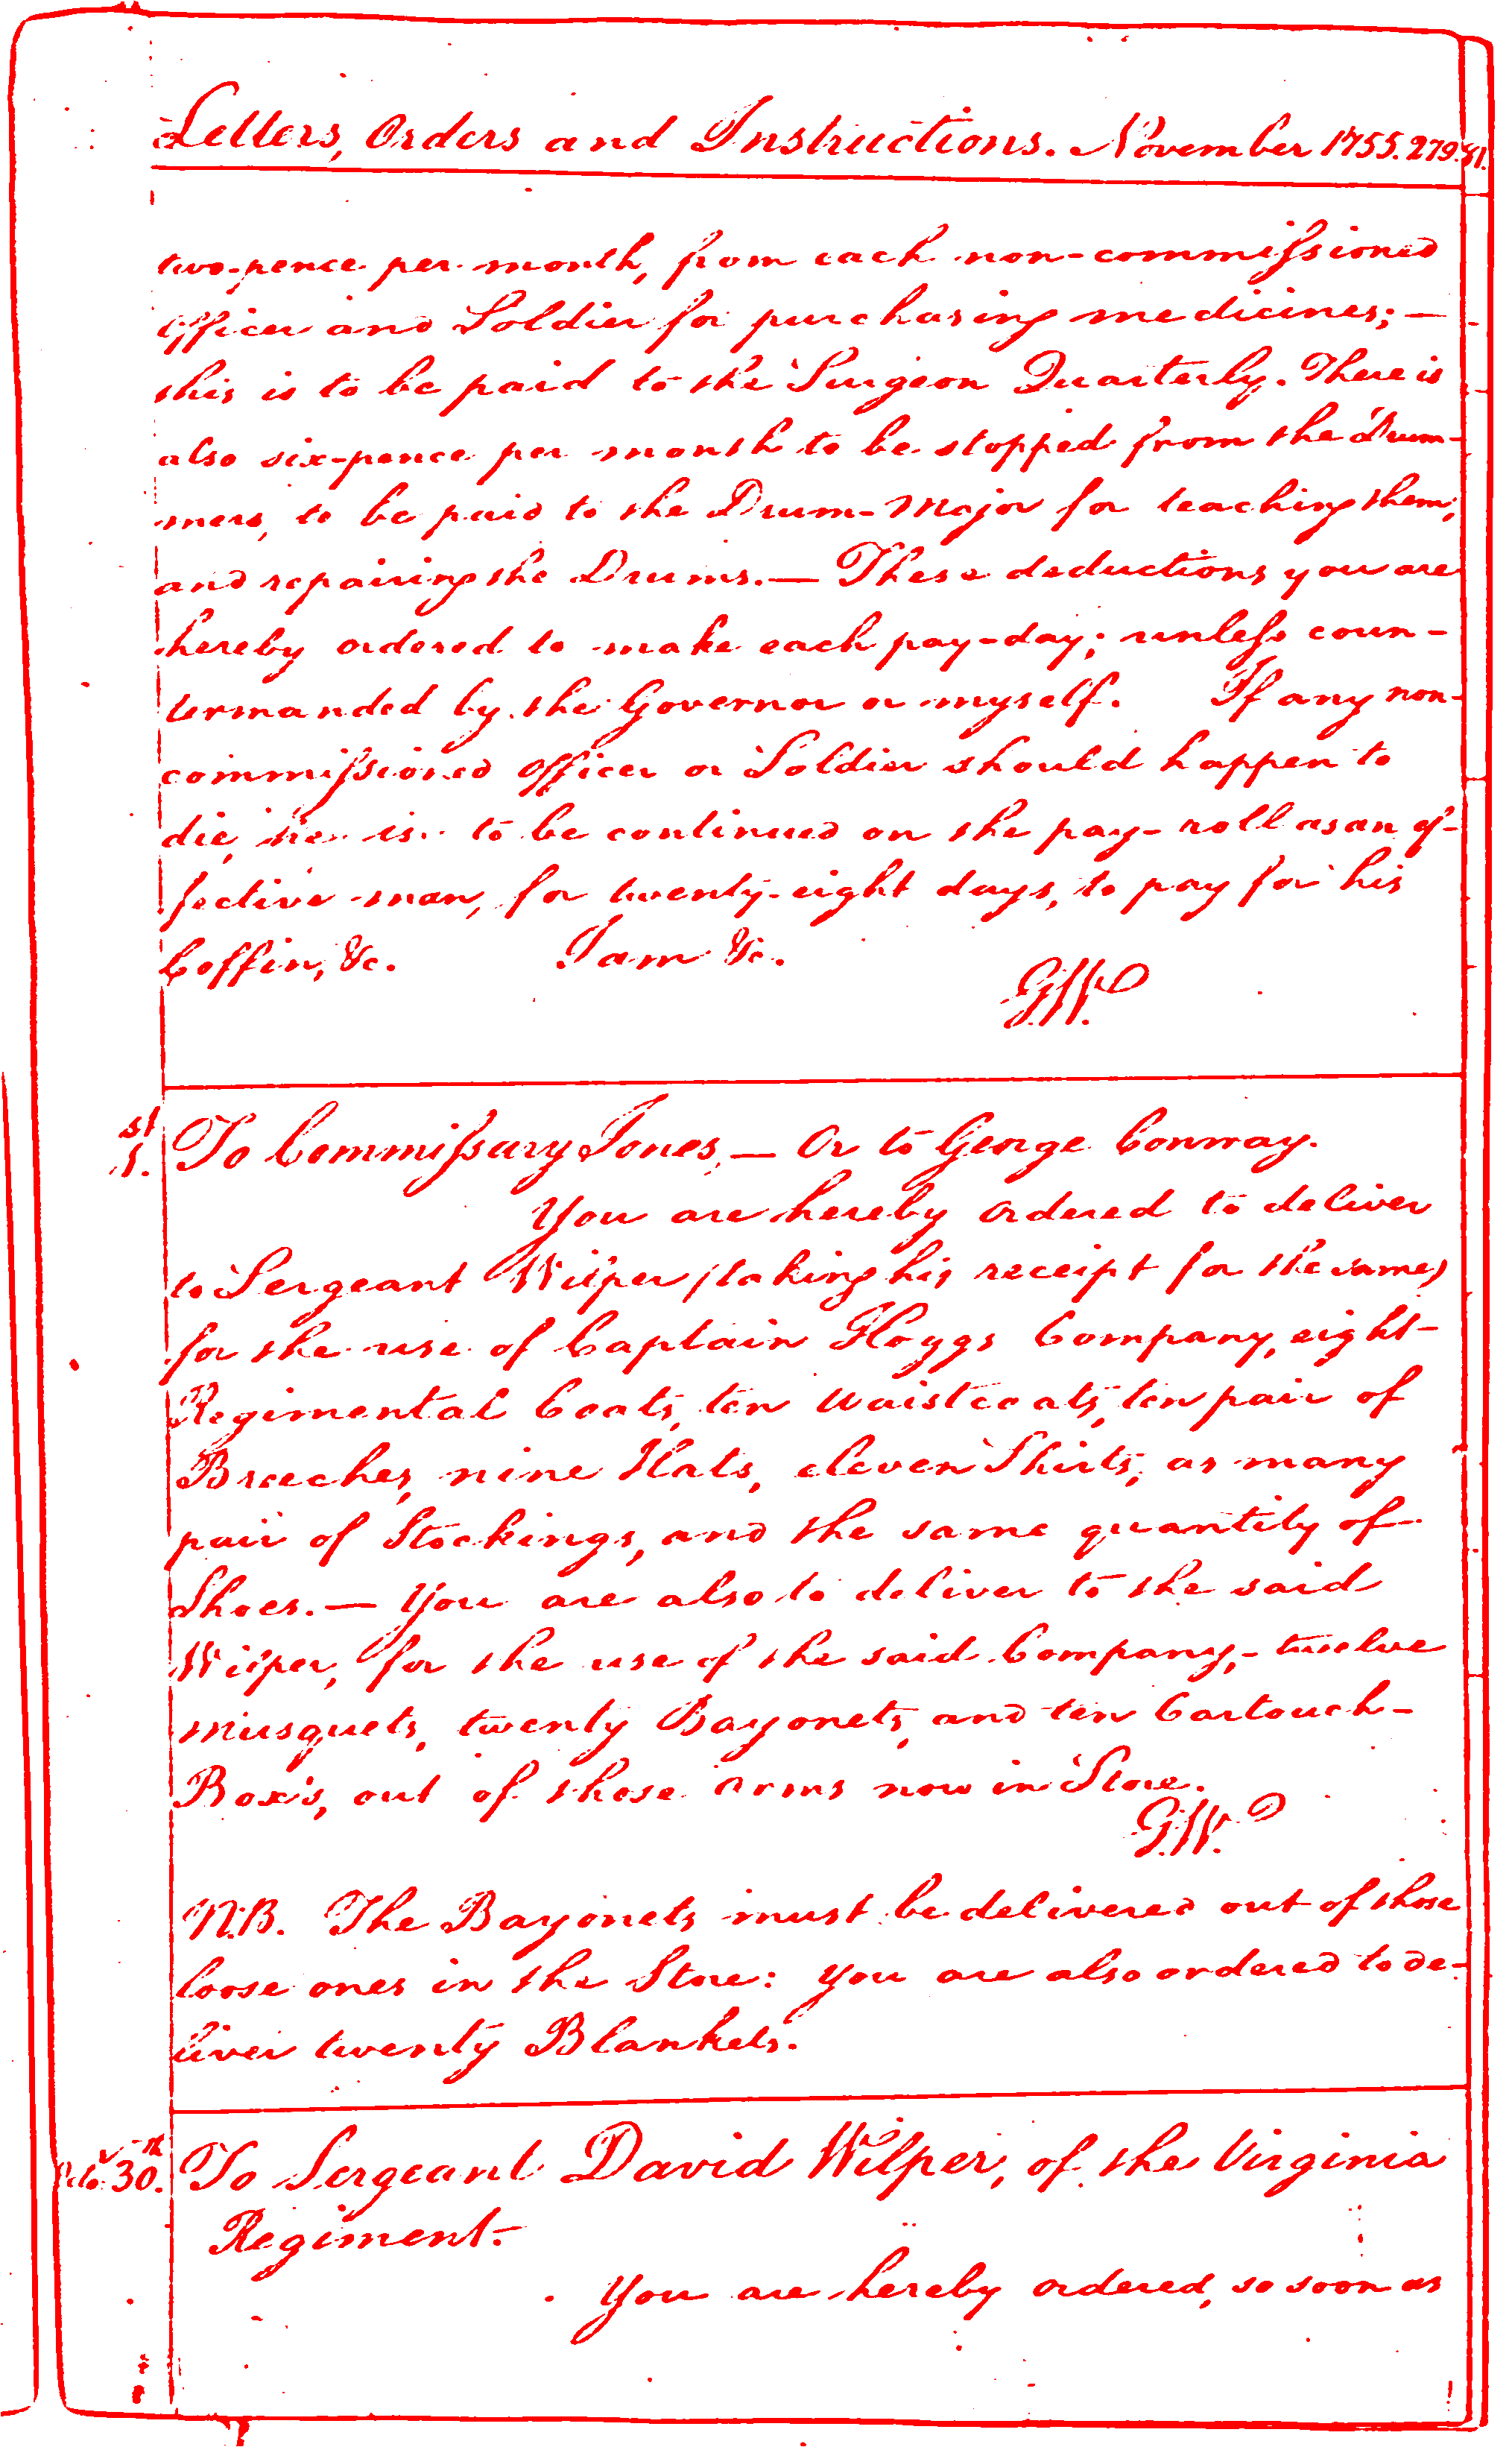 Letters, Orders and Instructions. November 1755. 279.
two-pence per month, from each non-commissioned
Officer and Soldier for purchasing medicines; —
this is to be paid to the Surgeon Quarterly. There is
also six-pence per month to be stopped from the Drum-
mers, to be paid to the Drum-Major for teaching them,
and repairing the Drums. — These deductions you are
hereby ordered to make each pay-day; unless coun-
termanded by the Governor or myself. If any non-
commissioned Officer or Soldier should happen to
die, he is to be continued on the pay-roll as an ef-
fective man, for twenty-eight days, to pay for his
Coffin, &c. I am &c.
G.W.
1st. To Commissary Jones, — Or to George Conway.
You are hereby ordered to deliver
to Sergeant Wilper (taking his receipt for the same)
for the use of Captain Hoggs Company, eight
Regimental Coats, ten Waistcoats, ten pair of
Breeches, nine Hats, eleven Shirts, as many
pair of Stockings, and the same quantity of
Shoes. — You are also to deliver to the said
Wilper, for the use of the said Company, - twelve
musquets, twenty Bayonets, and ten Cartouch-
Box's, out of those arms now in Store.
G.W.
N.B. The Bayonets must be delivered out of those
loose ones in the Store: You are also ordered to de-
liver twenty Blankets.
Octo. 30th. To Sergeant David Wilper, of the Virginia
Regiment.
You are hereby ordered, so soon as